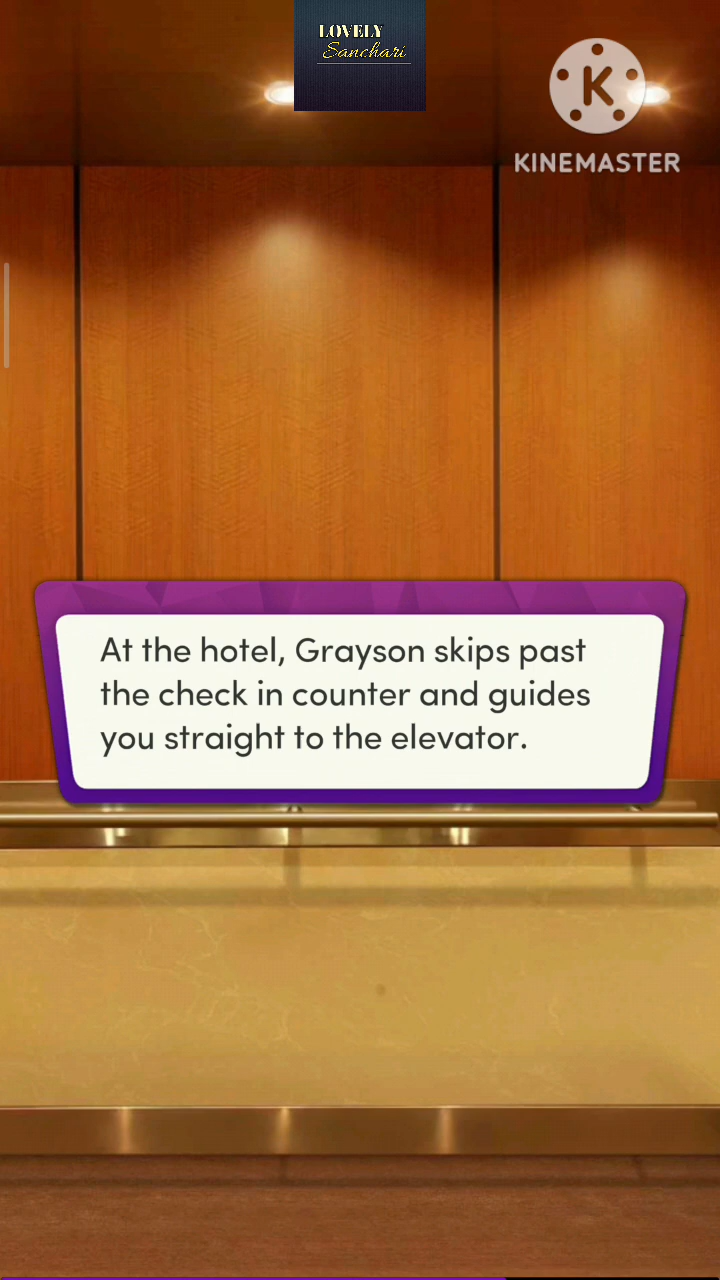 LOVELY
Sanchari
K
KINEMASTER
At the hotel, Grayson skips past
the check in counter and guides
you straight to the elevator.